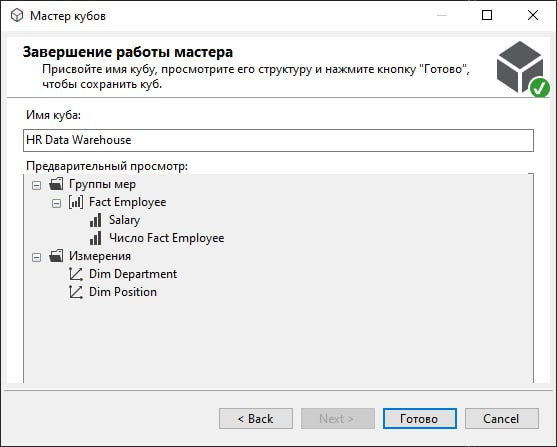 Мастер кубов
Завершение работы мастера
Присвойте имя кубу, просмотрите его структуру и нажмите кнопку "Готово",
чтобы сохранить куб.
Имя куба:
HR Data Warehouse
Предварительный просмотр:
Группы мер
Fact Employee
Salary
Число Fact Employee
Измерения
Dim Department
Dim Position
< Back
Next >
Готово
Cancel